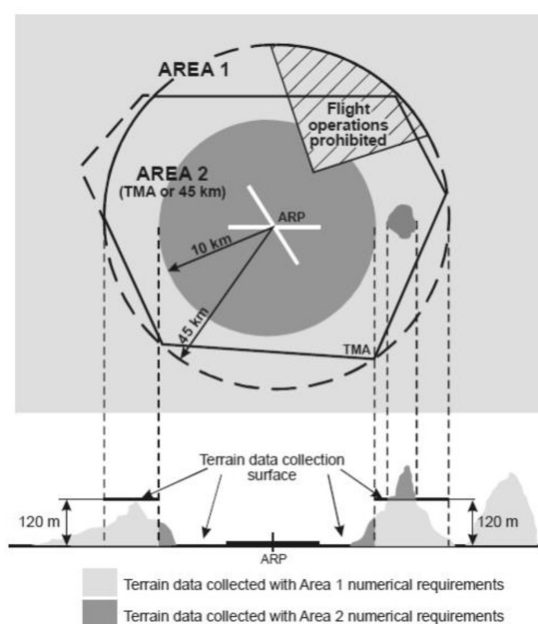 AREA 1
Flight
operations
prohibited
AREA 2
(TMA or 45 km)
ARP
10 km
45 km
TMA
Terrain data collection
surface
120 m
120 m
ARP
Terrain data collected with Area 1 numerical requirements
Terrain data collected with Area 2 numerical requirements